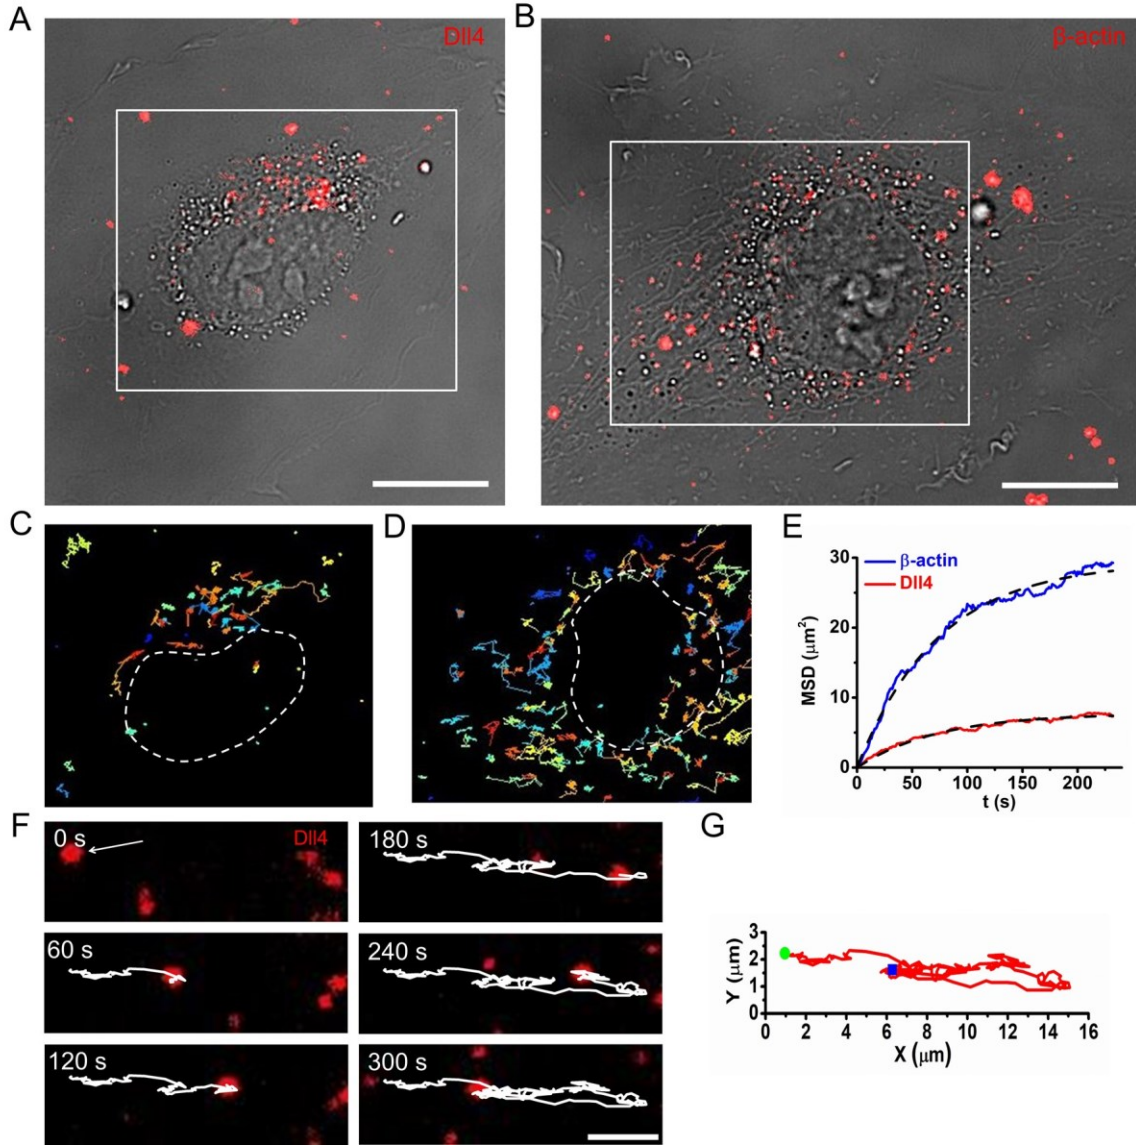 A
Dll4
B
β-actin
C
D
E
β-actin
Dll4
MSD (μm²)
30
20
10
0
0 50 100 150 200
t (s)
F
0 s
Dll4
180 s
60 s
240 s
120 s
300 s
G
Y (μm)
3
2
1
0
0 2 4 6 8 10 12 14 16
X (μm)